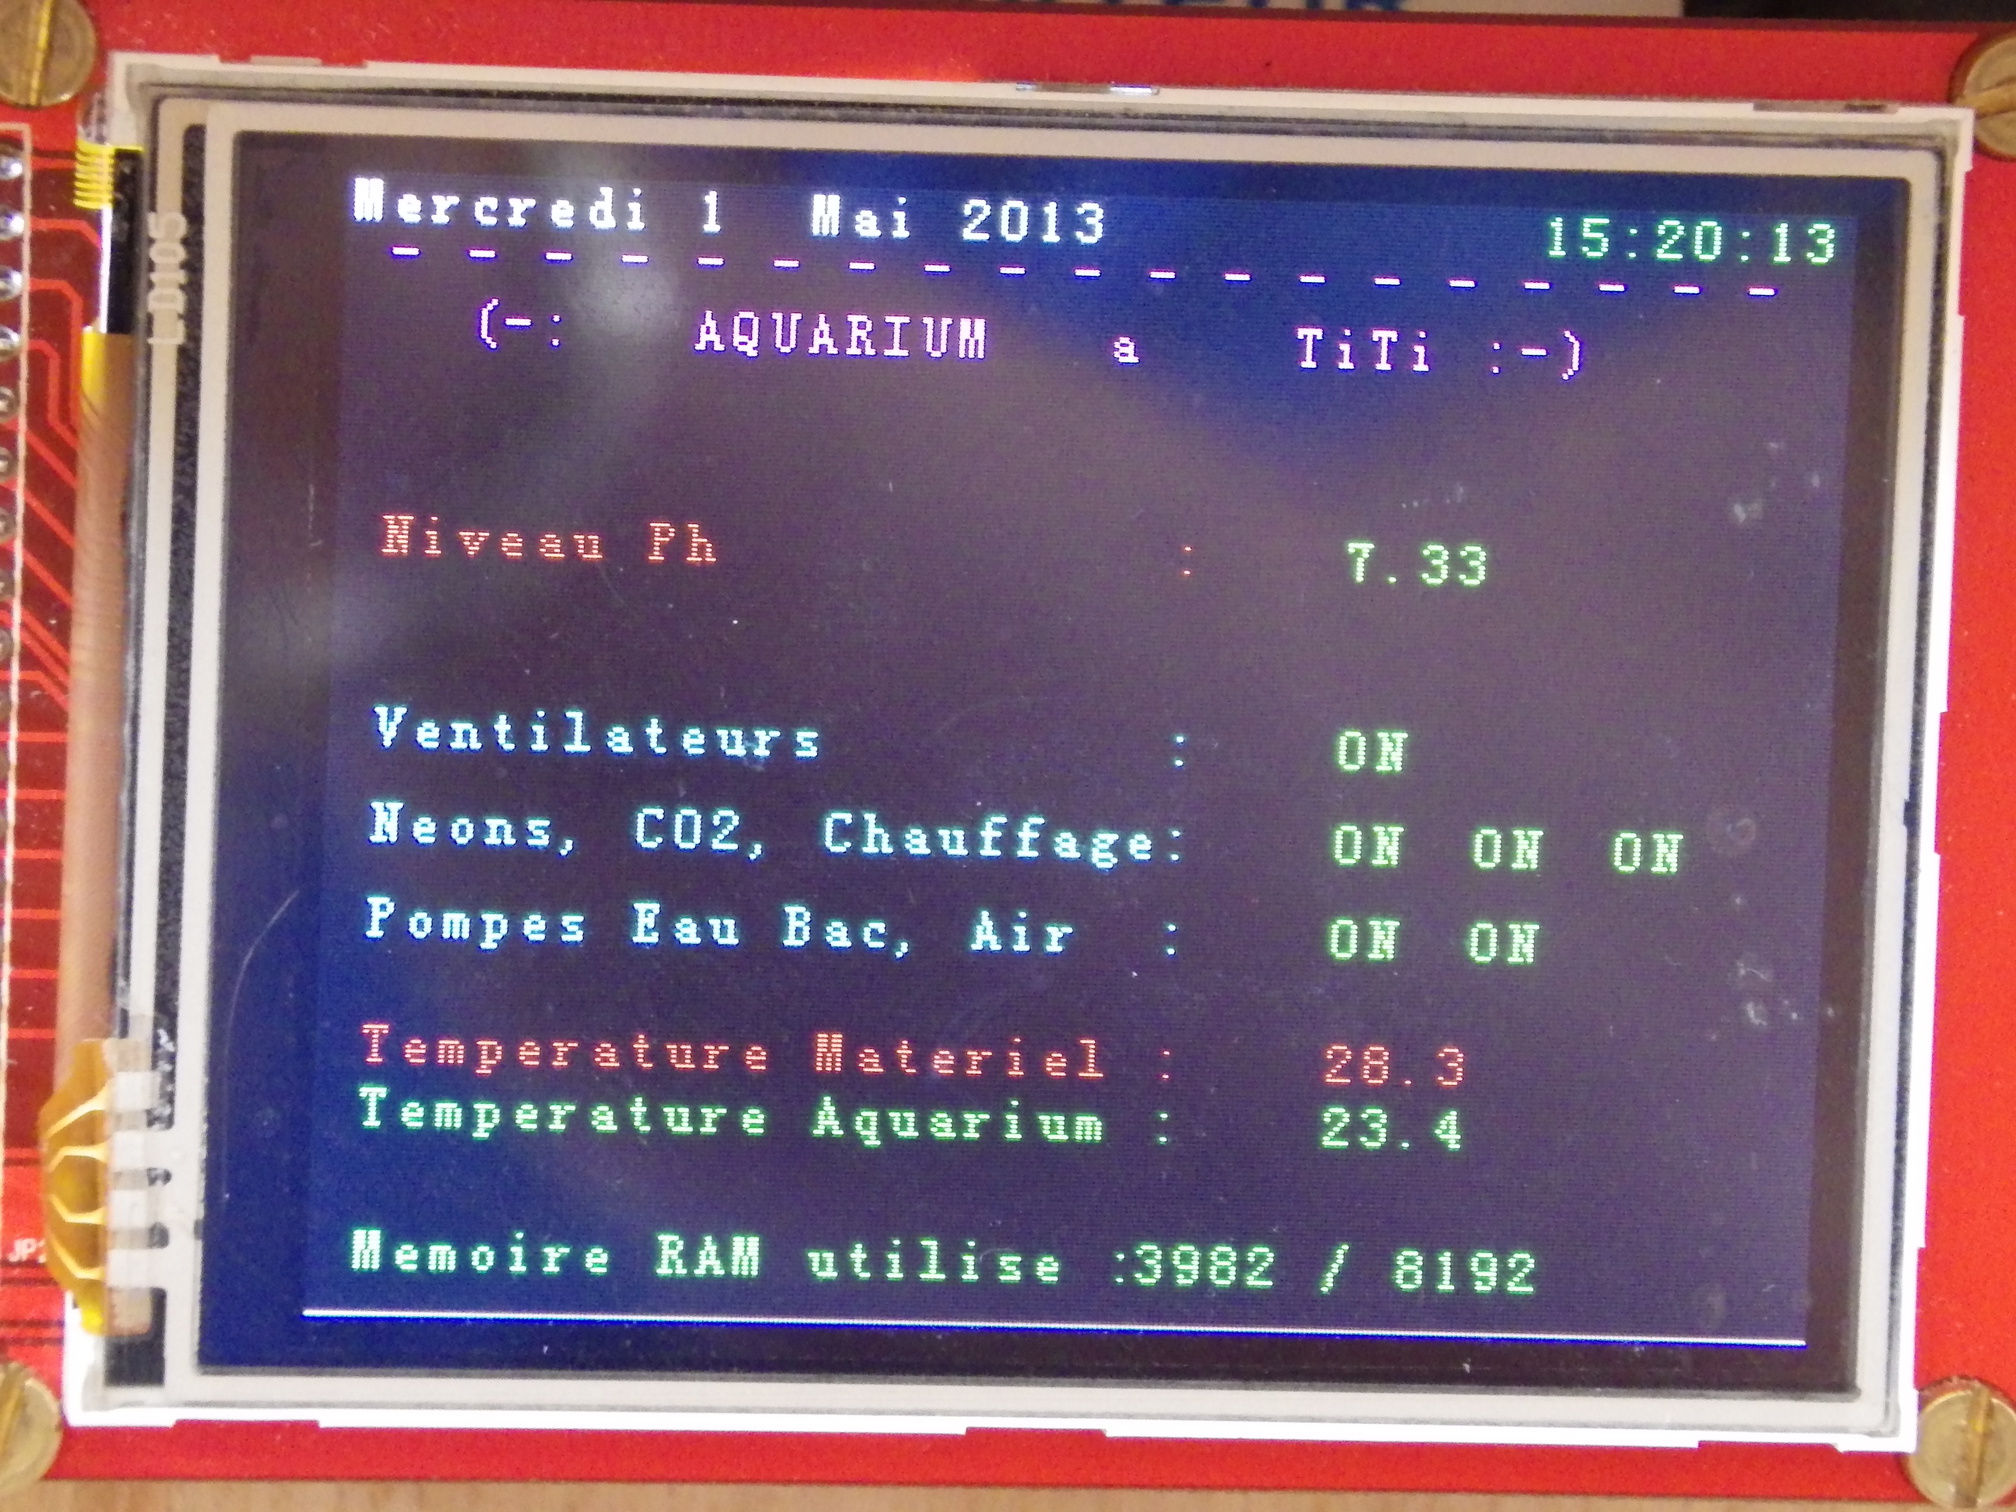 Mercredi 1 Mai 2013 15:20:13
- - - - - - - - - - - - - - - - - - -
(-: AQUARIUM a TiTi :-)
Niveau Ph : 7.33
Ventilateurs : ON
Neons, CO2, Chauffage: ON ON ON
Pompes Eau Bac, Air : ON ON
Temperature Materiel : 28.3
Temperature Aquarium : 23.4
Memoire RAM utilise :3982 / 8192